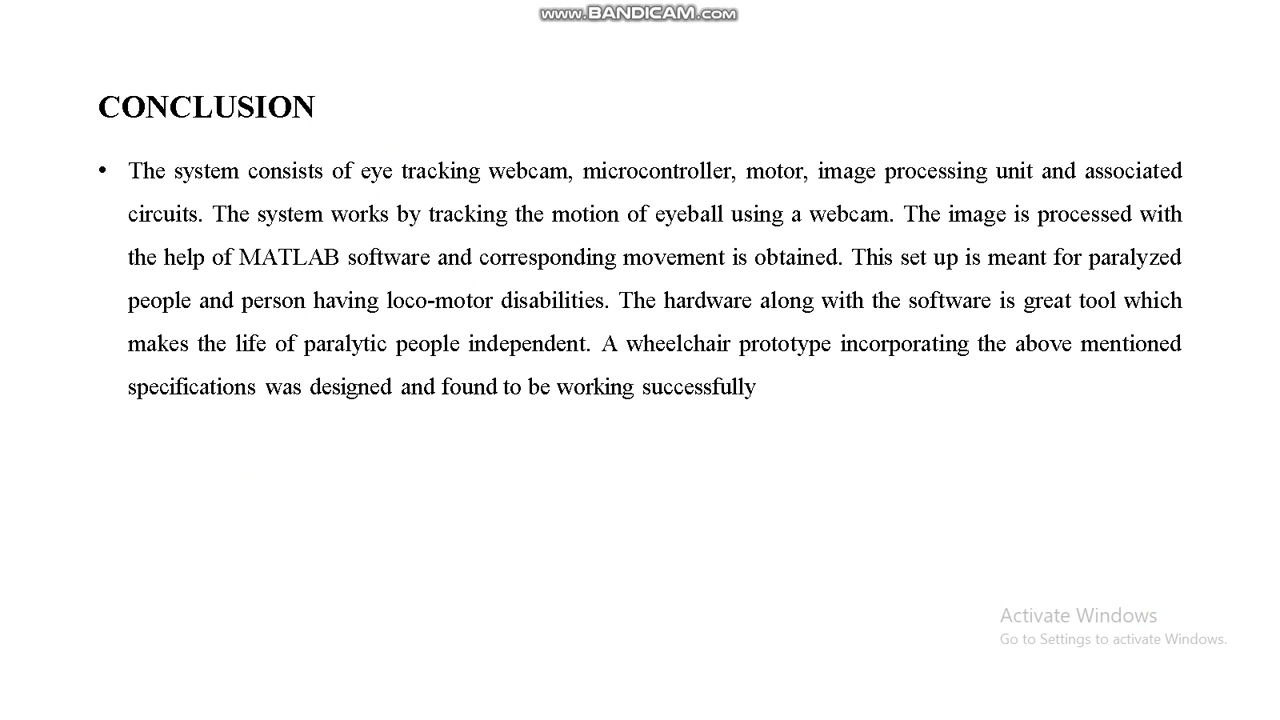 www.BANDICAM.com
CONCLUSION
• The system consists of eye tracking webcam, microcontroller, motor, image processing unit and associated
circuits. The system works by tracking the motion of eyeball using a webcam. The image is processed with
the help of MATLAB software and corresponding movement is obtained. This set up is meant for paralyzed
people and person having loco-motor disabilities. The hardware along with the software is great tool which
makes the life of paralytic people independent. A wheelchair prototype incorporating the above mentioned
specifications was designed and found to be working successfully
Activate Windows
Go to Settings to activate Windows.